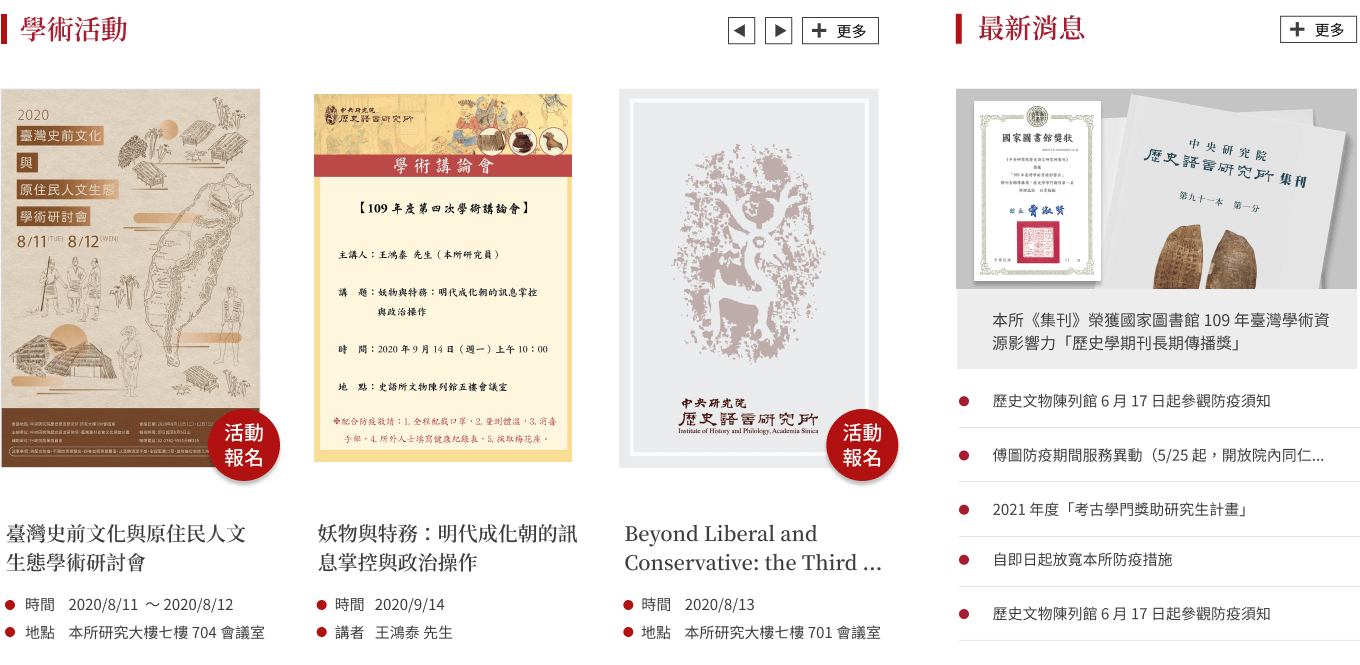 學術活動
更多
2020
臺灣史前文化
與
原住民人文生態
學術研討會
8/11(TUE) 8/12(WEN)
活動
報名
臺灣史前文化與原住民人文
生態學術研討會
時間 2020/8/11 ～ 2020/8/12
地點 本所研究大樓七樓 704 會議室
中央研究院
歷史語言研究所
學術講論會
【109 年度第四次學術講論會】
主講人：王鴻泰 先生（本所研究員）
講 題：妖物與特務：明代成化朝的訊息掌控
與政治操作
時 間：2020 年 9 月 14 日（週一）上午 10：00
地 點：史語所文物陳列館五樓會議室
※配合防疫敬請：1. 全程配戴口罩，2. 量測體溫，3. 消毒
手部，4. 所外人士填寫健康紀錄表，5. 採取梅花座。
妖物與特務：明代成化朝的訊
息掌控與政治操作
時間 2020/9/14
講者 王鴻泰 先生
中央研究院
歷史語言研究所
Institute of History and Philology, Academia Sinica
活動
報名
Beyond Liberal and
Conservative: the Third ...
時間 2020/8/13
地點 本所研究大樓七樓 701 會議室
最新消息
更多
國家圖書館獎狀
館長 曾淑賢
中央研究院
歷史語言研究所集刊
第九十一本 第一分
本所《集刊》榮獲國家圖書館 109 年臺灣學術資
源影響力「歷史學期刊長期傳播獎」
歷史文物陳列館 6 月 17 日起參觀防疫須知
傅圖防疫期間服務異動（5/25 起，開放院內同仁...
2021 年度「考古學門獎助研究生計畫」
自即日起放寬本所防疫措施
歷史文物陳列館 6 月 17 日起參觀防疫須知